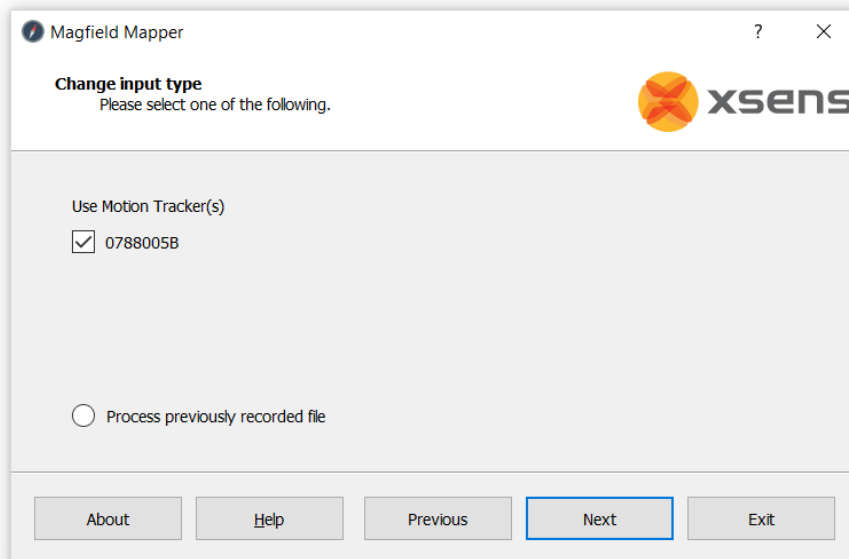 Magfield Mapper
?
Change input type
Please select one of the following.
xsens
Use Motion Tracker(s)
0788005B
Process previously recorded file
About Help Previous Next Exit